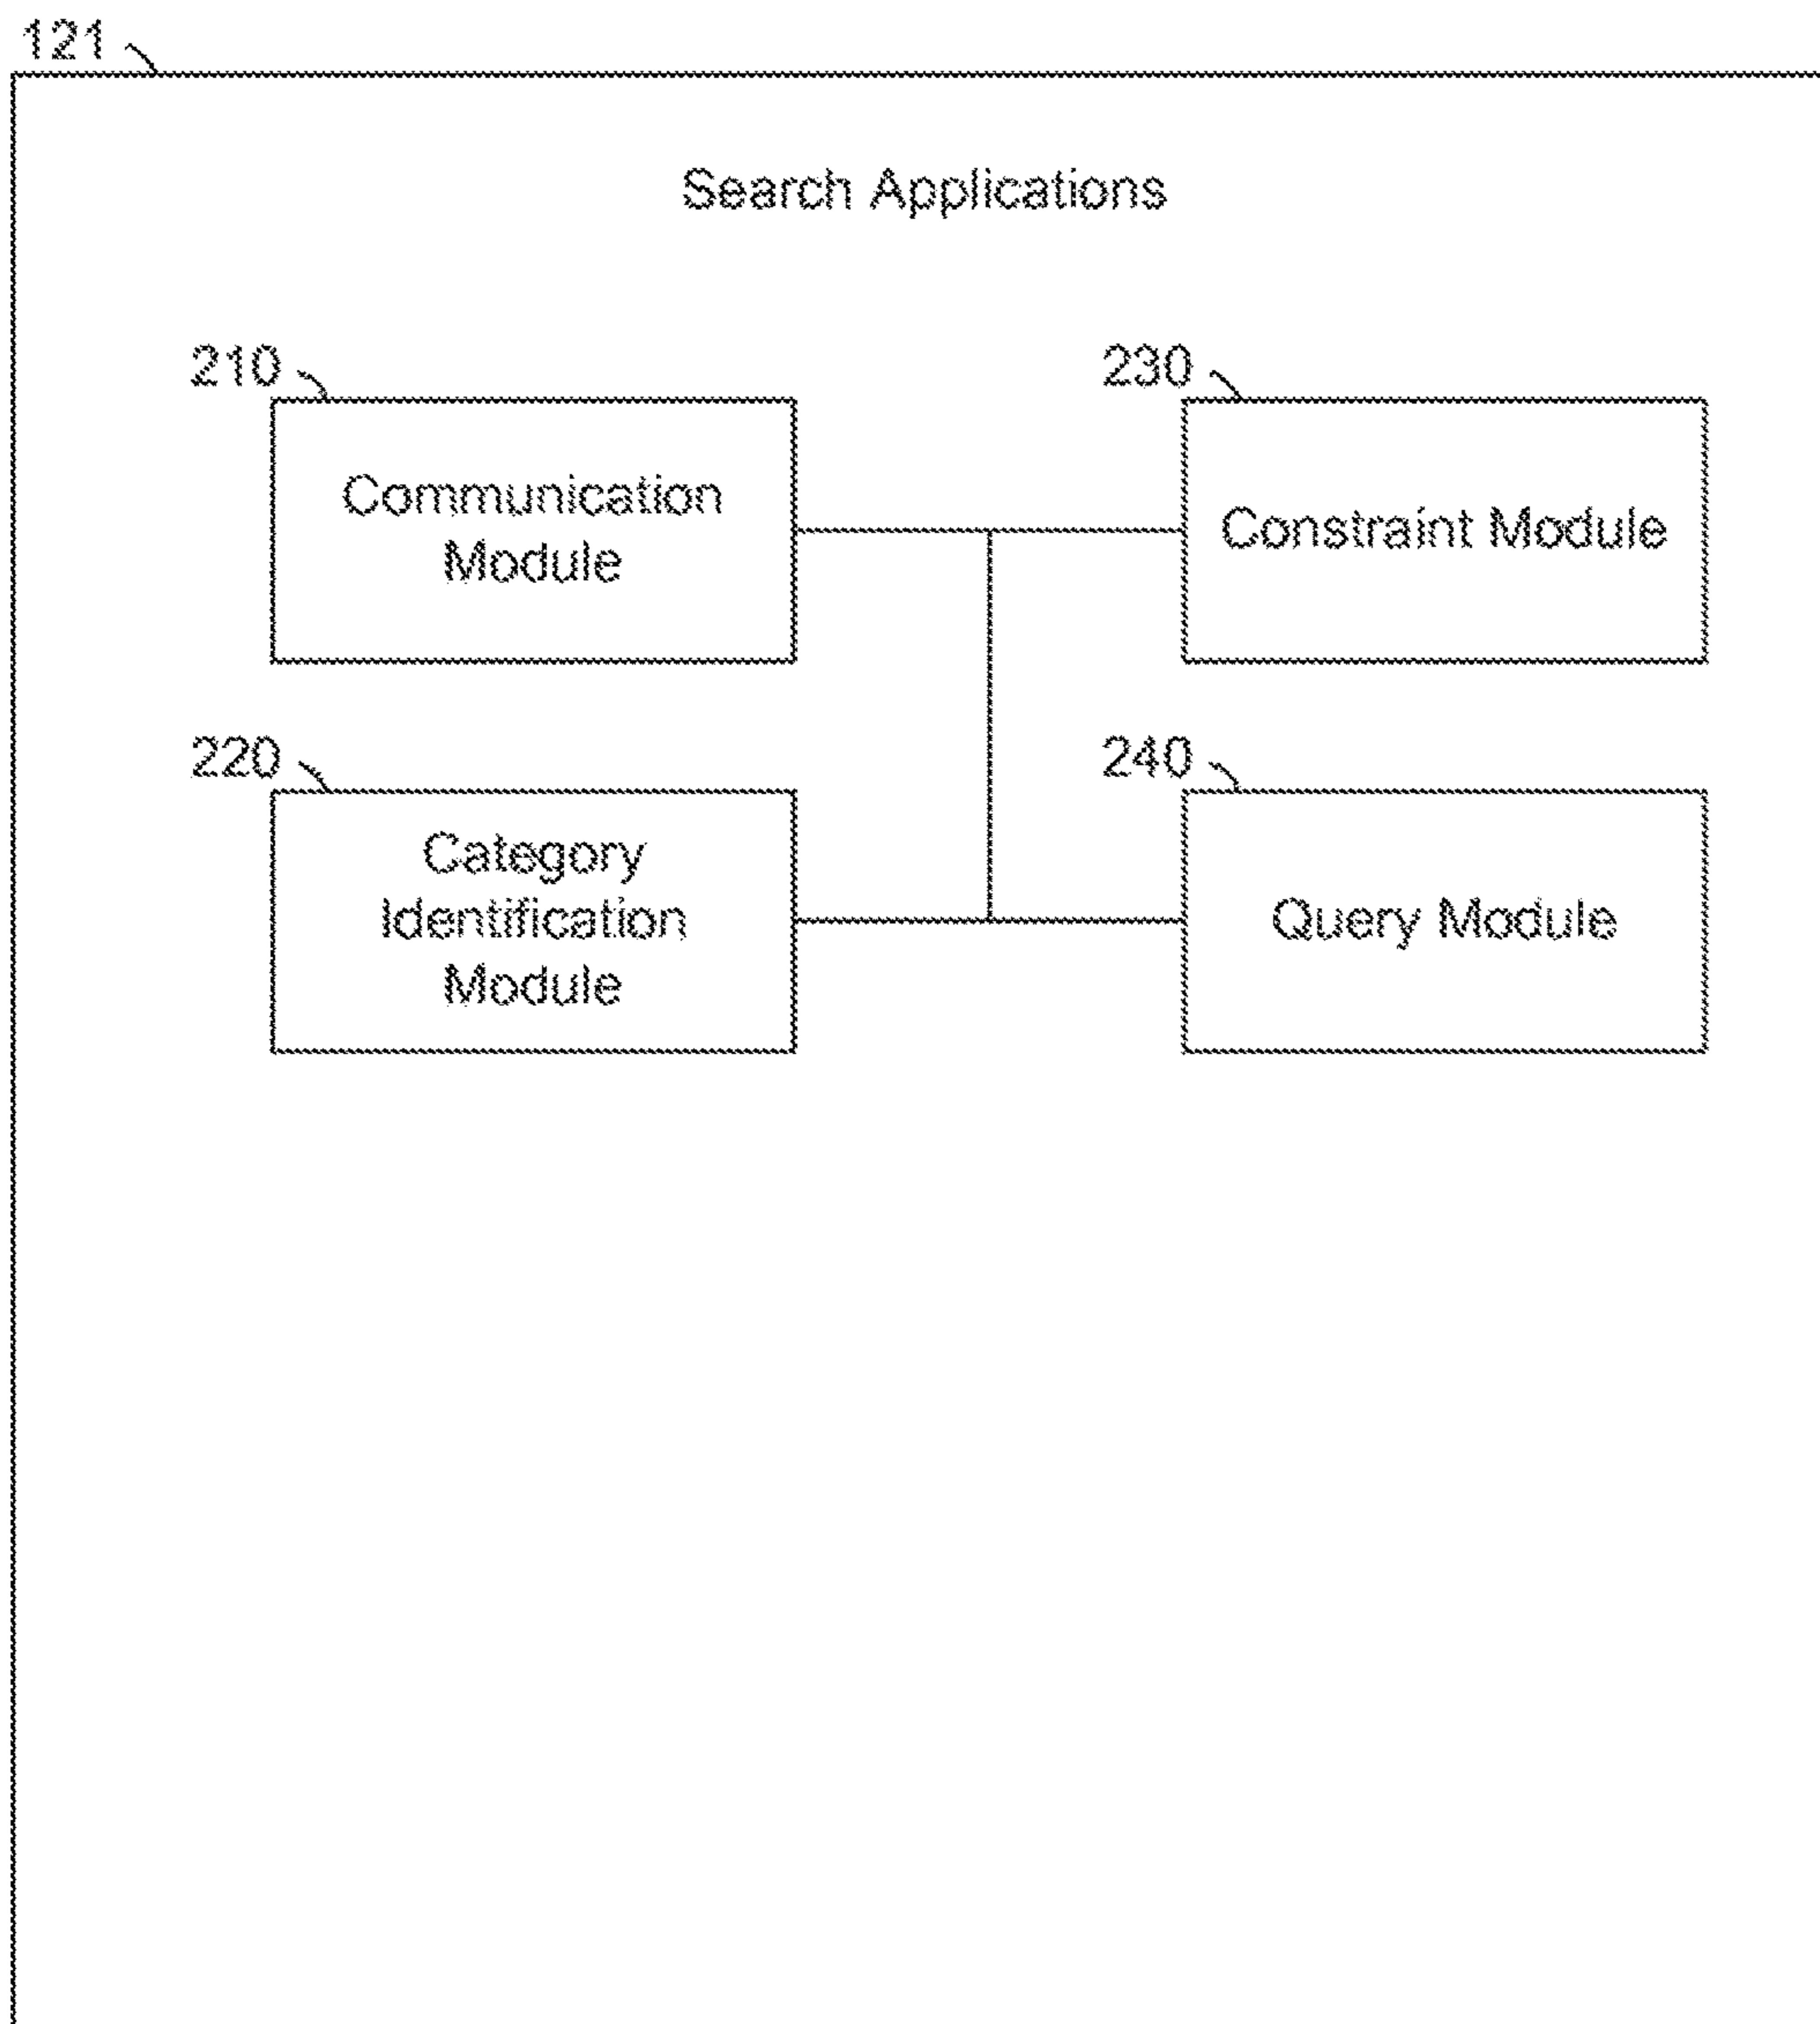 121
Search Applications
210
230
Communication
Module
Constraint Module
220
240
Category
Identification
Module
Query Module